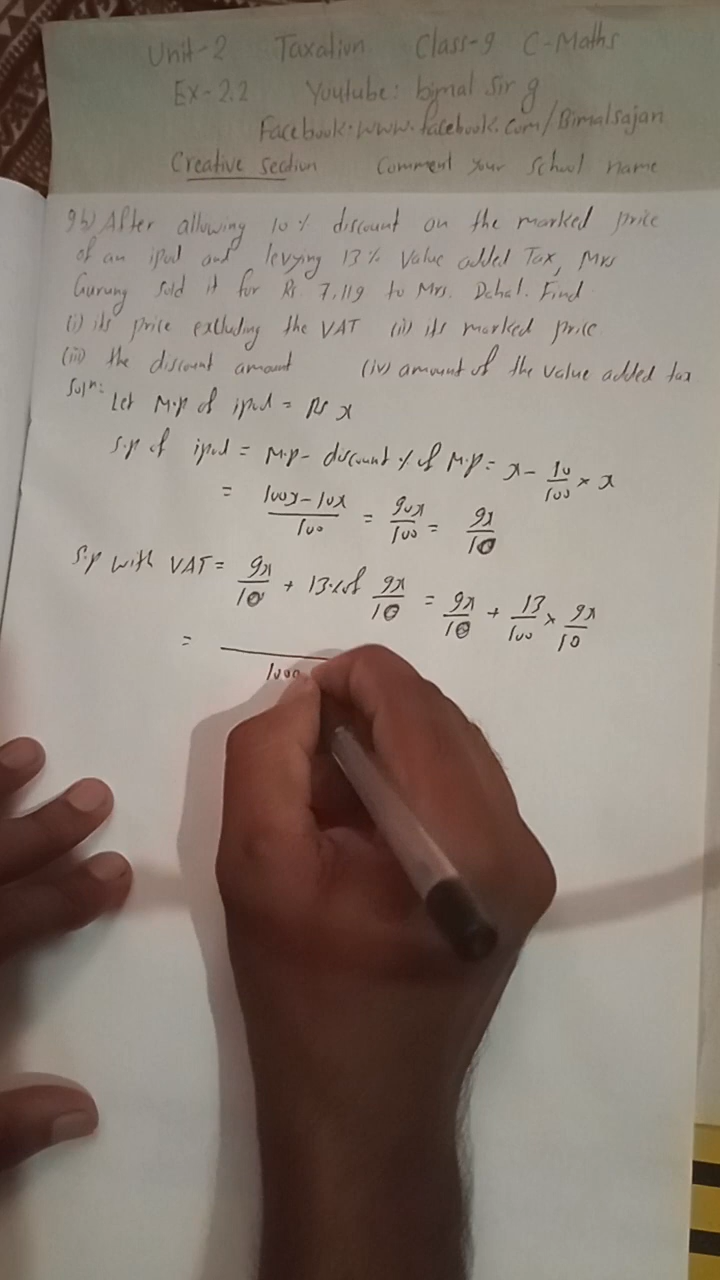 Unit-2 Taxation Class-9 C-Maths
Ex-2.2 Youtube: bimal sir g
Facebook: www.facebook.com/Bimalsajan
Creative section Comment your school name
9b) After allowing 10% discount on the marked price
of an ipod and levying 13% Value added Tax, Mrs
Gurung sold it for Rs 7,119 to Mrs. Dahal. Find
(i) its price excluding the VAT (ii) its marked price
(iii) the discount amount (iv) amount of the value added tax
Soln: Let M.p of ipod = Rs x
S.p of ipod = M.p - discount % of M.p = x - 10/100 × x
= 100x-10x/100 = 90x/100 = 9x/10
S.p with VAT = 9x/10 + 13% of 9x/10 = 9x/10 + 13/100 × 9x/10
= /1000